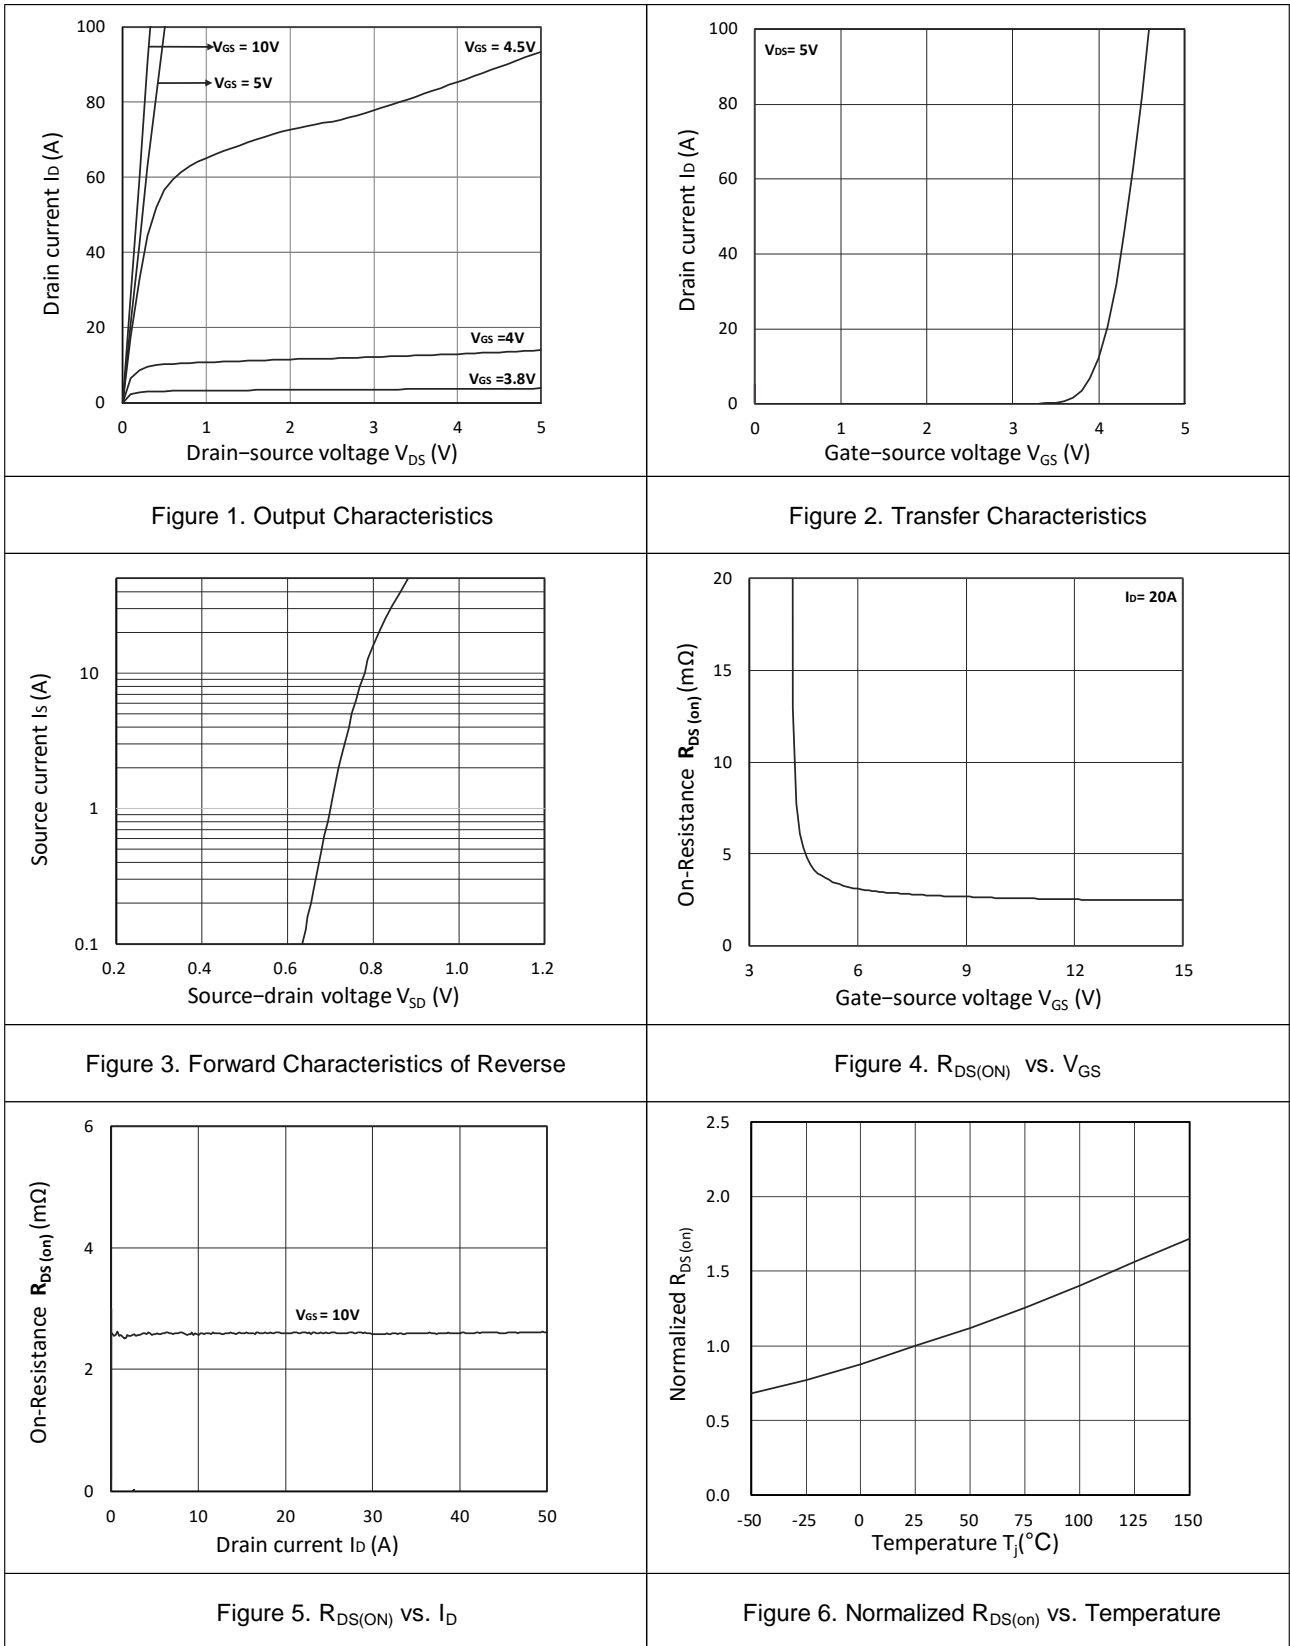 100
80
60
40
20
0
Drain current ID (A)
VGS = 10V
VGS = 5V
VGS = 4.5V
VGS =4V
VGS =3.8V
0 1 2 3 4 5
Drain−source voltage VDS (V)
100
80
60
40
20
0
Drain current ID (A)
VDS= 5V
0 1 2 3 4 5
Gate−source voltage VGS (V)
Figure 1. Output Characteristics
Figure 2. Transfer Characteristics
10
1
0.1
Source current IS (A)
0.2 0.4 0.6 0.8 1.0 1.2
Source−drain voltage VSD (V)
20
15
10
5
0
On-Resistance RDS (on) (mΩ)
ID= 20A
3 6 9 12 15
Gate−source voltage VGS (V)
Figure 3. Forward Characteristics of Reverse
Figure 4. RDS(ON) vs. VGS
6
4
2
0
On-Resistance RDS (on) (mΩ)
VGS = 10V
0 10 20 30 40 50
Drain current ID (A)
2.5
2.0
1.5
1.0
0.5
0.0
Normalized RDS (on)
-50 -25 0 25 50 75 100 125 150
Temperature Tj(°C)
Figure 5. RDS(ON) vs. ID
Figure 6. Normalized RDS(on) vs. Temperature